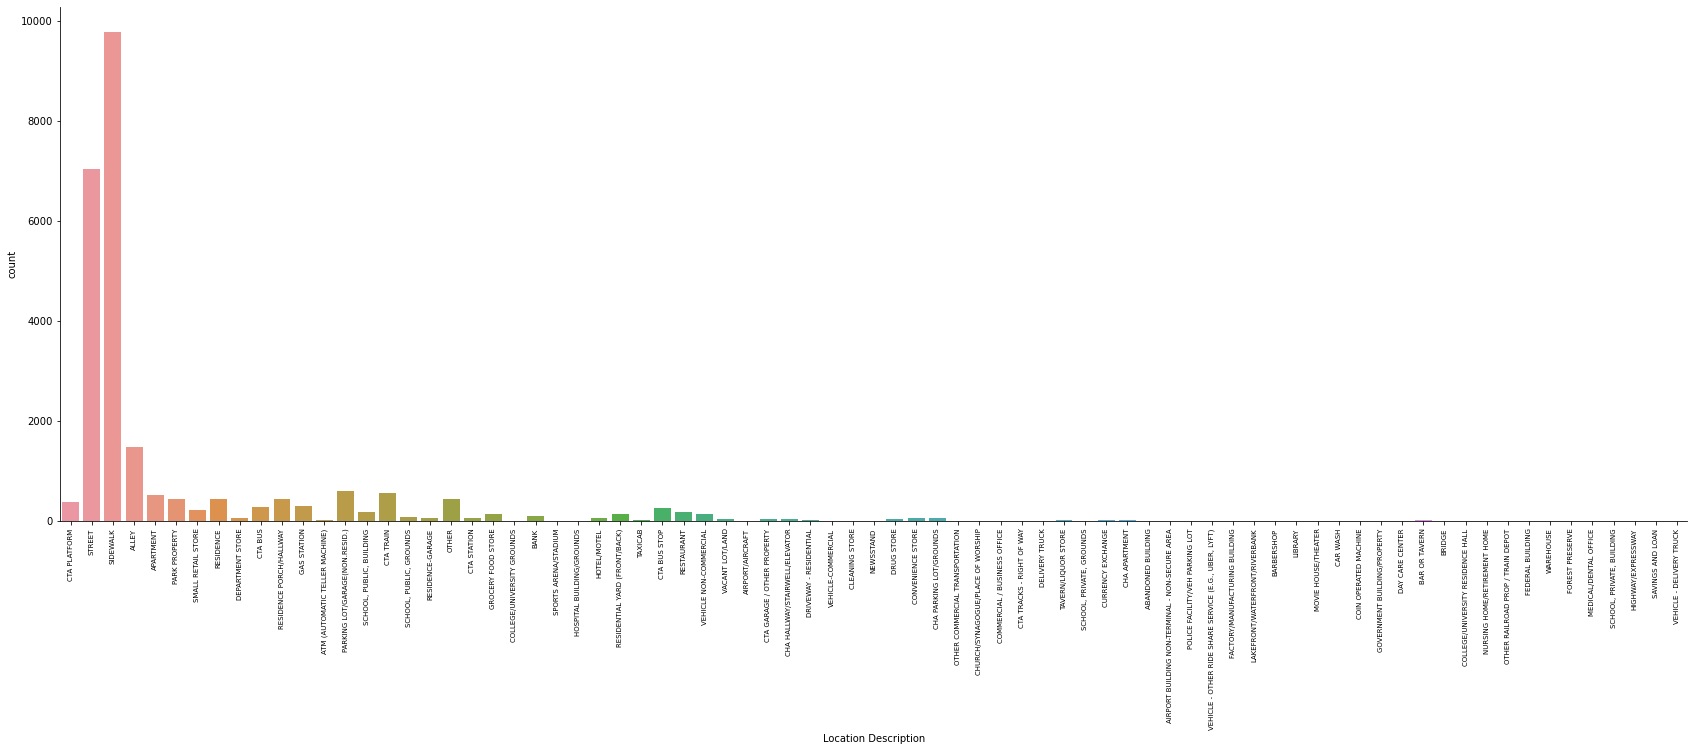 10000
8000
6000
4000
2000
0
count
CTA PLATFORM
STREET
SIDEWALK
ALLEY
APARTMENT
PARK PROPERTY
SMALL RETAIL STORE
RESIDENCE
DEPARTMENT STORE
CTA BUS
RESIDENCE PORCH/HALLWAY
GAS STATION
ATM (AUTOMATIC TELLER MACHINE)
PARKING LOT/GARAGE(NON.RESID.)
SCHOOL, PUBLIC, BUILDING
CTA TRAIN
SCHOOL, PUBLIC, GROUNDS
RESIDENCE-GARAGE
OTHER
CTA STATION
GROCERY FOOD STORE
COLLEGE/UNIVERSITY GROUNDS
BANK
SPORTS ARENA/STADIUM
HOSPITAL BUILDING/GROUNDS
HOTEL/MOTEL
RESIDENTIAL YARD (FRONT/BACK)
TAXICAB
CTA BUS STOP
RESTAURANT
VEHICLE NON-COMMERCIAL
VACANT LOT/LAND
AIRPORT/AIRCRAFT
CTA GARAGE / OTHER PROPERTY
CHA HALLWAY/STAIRWELL/ELEVATOR
DRIVEWAY - RESIDENTIAL
VEHICLE-COMMERCIAL
CLEANING STORE
NEWSSTAND
DRUG STORE
CONVENIENCE STORE
CHA PARKING LOT/GROUNDS
OTHER COMMERCIAL TRANSPORTATION
CHURCH/SYNAGOGUE/PLACE OF WORSHIP
COMMERCIAL / BUSINESS OFFICE
CTA TRACKS - RIGHT OF WAY
DELIVERY TRUCK
TAVERN/LIQUOR STORE
SCHOOL, PRIVATE, GROUNDS
CURRENCY EXCHANGE
CHA APARTMENT
ABANDONED BUILDING
AIRPORT BUILDING NON-TERMINAL - NON-SECURE AREA
POLICE FACILITY/VEH PARKING LOT
VEHICLE - OTHER RIDE SHARE SERVICE (E.G., UBER, LYFT)
FACTORY/MANUFACTURING BUILDING
LAKEFRONT/WATERFRONT/RIVERBANK
BARBERSHOP
LIBRARY
MOVIE HOUSE/THEATER
CAR WASH
COIN OPERATED MACHINE
GOVERNMENT BUILDING/PROPERTY
DAY CARE CENTER
BAR OR TAVERN
BRIDGE
COLLEGE/UNIVERSITY RESIDENCE HALL
NURSING HOME/RETIREMENT HOME
OTHER RAILROAD PROP / TRAIN DEPOT
FEDERAL BUILDING
WAREHOUSE
FOREST PRESERVE
MEDICAL/DENTAL OFFICE
SCHOOL, PRIVATE, BUILDING
HIGHWAY/EXPRESSWAY
SAVINGS AND LOAN
VEHICLE - DELIVERY TRUCK
Location Description